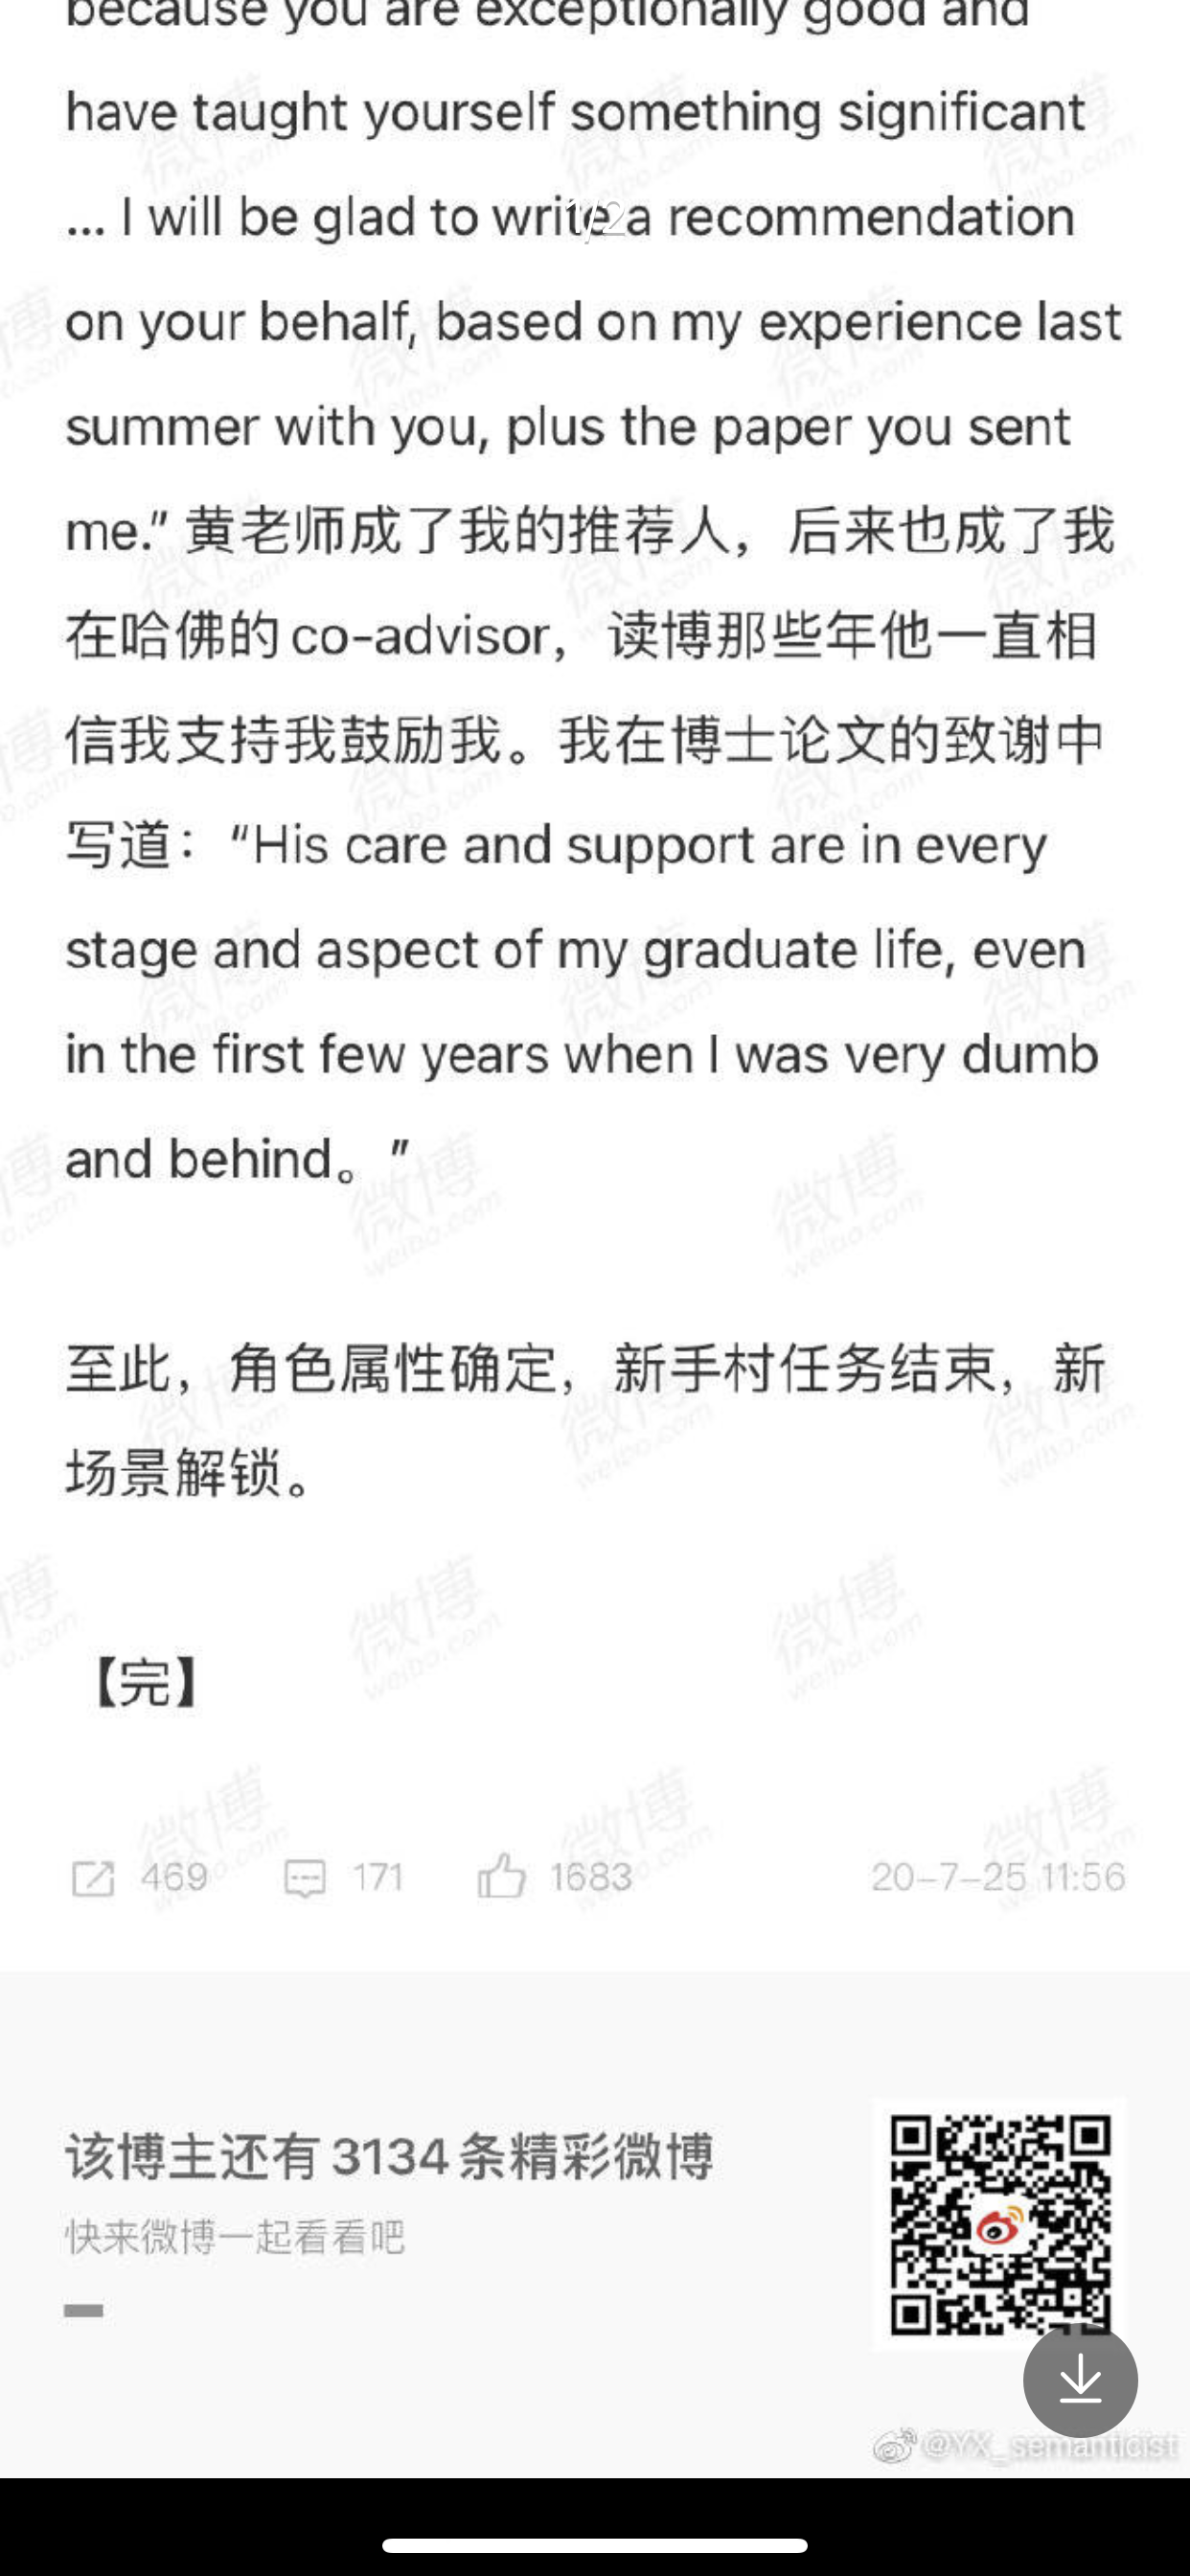 because you are exceptionally good and
have taught yourself something significant
... I will be glad to write a recommendation
1/2
on your behalf, based on my experience last
summer with you, plus the paper you sent
me.” 黄老师成了我的推荐人，后来也成了我
在哈佛的 co-advisor，读博那些年他一直相
信我支持我鼓励我。我在博士论文的致谢中
写道：“His care and support are in every
stage and aspect of my graduate life, even
in the first few years when I was very dumb
and behind。”
至此，角色属性确定，新手村任务结束，新
场景解锁。
【完】
469 171 1683 20-7-25 11:56
该博主还有 3134 条精彩微博
快来微博一起看看吧
@YX_semanticist
微博
weibo.com